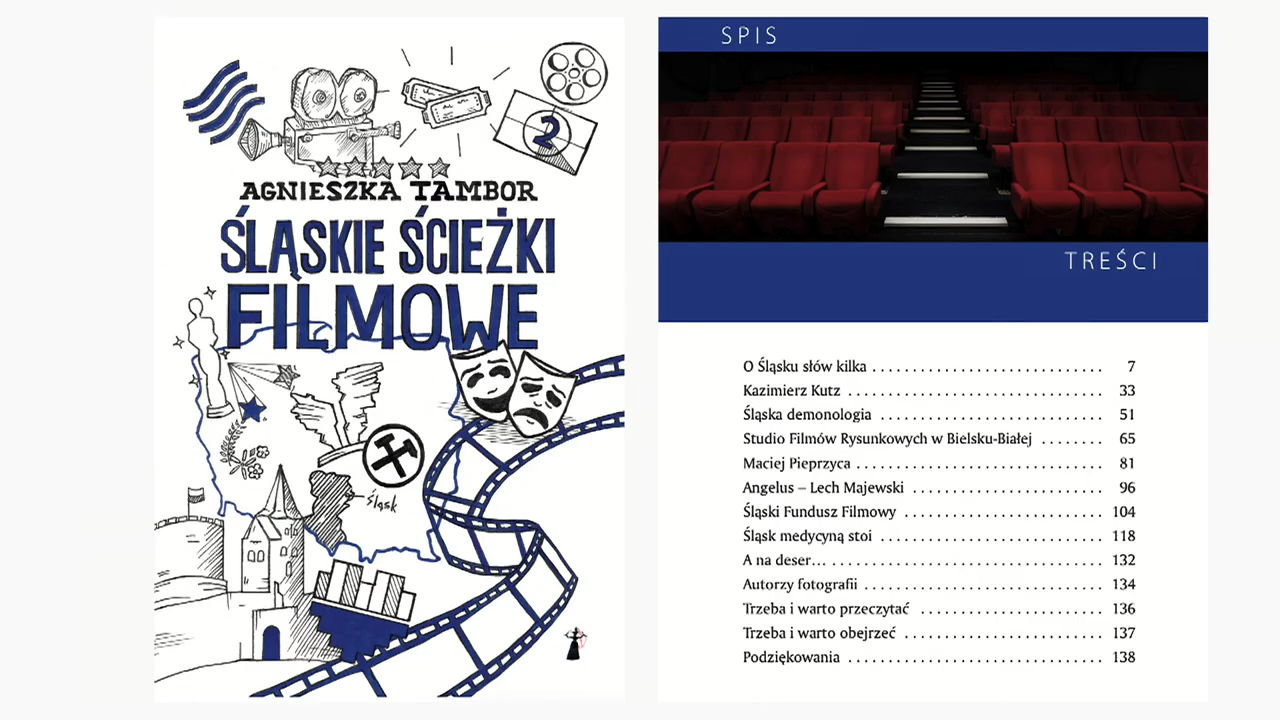 2
AGNIESZKA TAMBOR
ŚLĄSKIE ŚCIEŻKI
FILMOWE
Śląsk
SPIS
TREŚCI
O Śląsku słów kilka . . . . . . . . . . . . . . . . . . . . . . . . . . . . . 7
Kazimierz Kutz . . . . . . . . . . . . . . . . . . . . . . . . . . . . . . . . 33
Śląska demonologia . . . . . . . . . . . . . . . . . . . . . . . . . . . . . 51
Studio Filmów Rysunkowych w Bielsku-Białej . . . . . . . . 65
Maciej Pieprzyca . . . . . . . . . . . . . . . . . . . . . . . . . . . . . . . 81
Angelus – Lech Majewski . . . . . . . . . . . . . . . . . . . . . . . . 96
Śląski Fundusz Filmowy . . . . . . . . . . . . . . . . . . . . . . . . . 104
Śląsk medycyną stoi . . . . . . . . . . . . . . . . . . . . . . . . . . . . 118
A na deser... . . . . . . . . . . . . . . . . . . . . . . . . . . . . . . . . . . 132
Autorzy fotografii . . . . . . . . . . . . . . . . . . . . . . . . . . . . . . 134
Trzeba i warto przeczytać . . . . . . . . . . . . . . . . . . . . . . . 136
Trzeba i warto obejrzeć . . . . . . . . . . . . . . . . . . . . . . . . . 137
Podziękowania . . . . . . . . . . . . . . . . . . . . . . . . . . . . . . . . 138